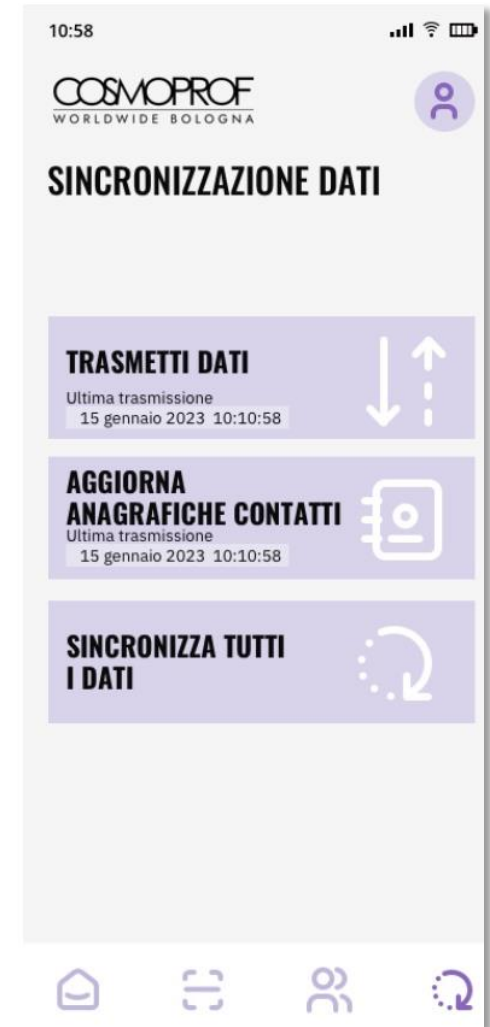 10:58
COSMOPROF
WORLDWIDE BOLOGNA
SINCRONIZZAZIONE DATI
TRASMETTI DATI
Ultima trasmissione
15 gennaio 2023 10:10:58
AGGIORNA
ANAGRAFICHE CONTATTI
Ultima trasmissione
15 gennaio 2023 10:10:58
SINCRONIZZA TUTTI
I DATI